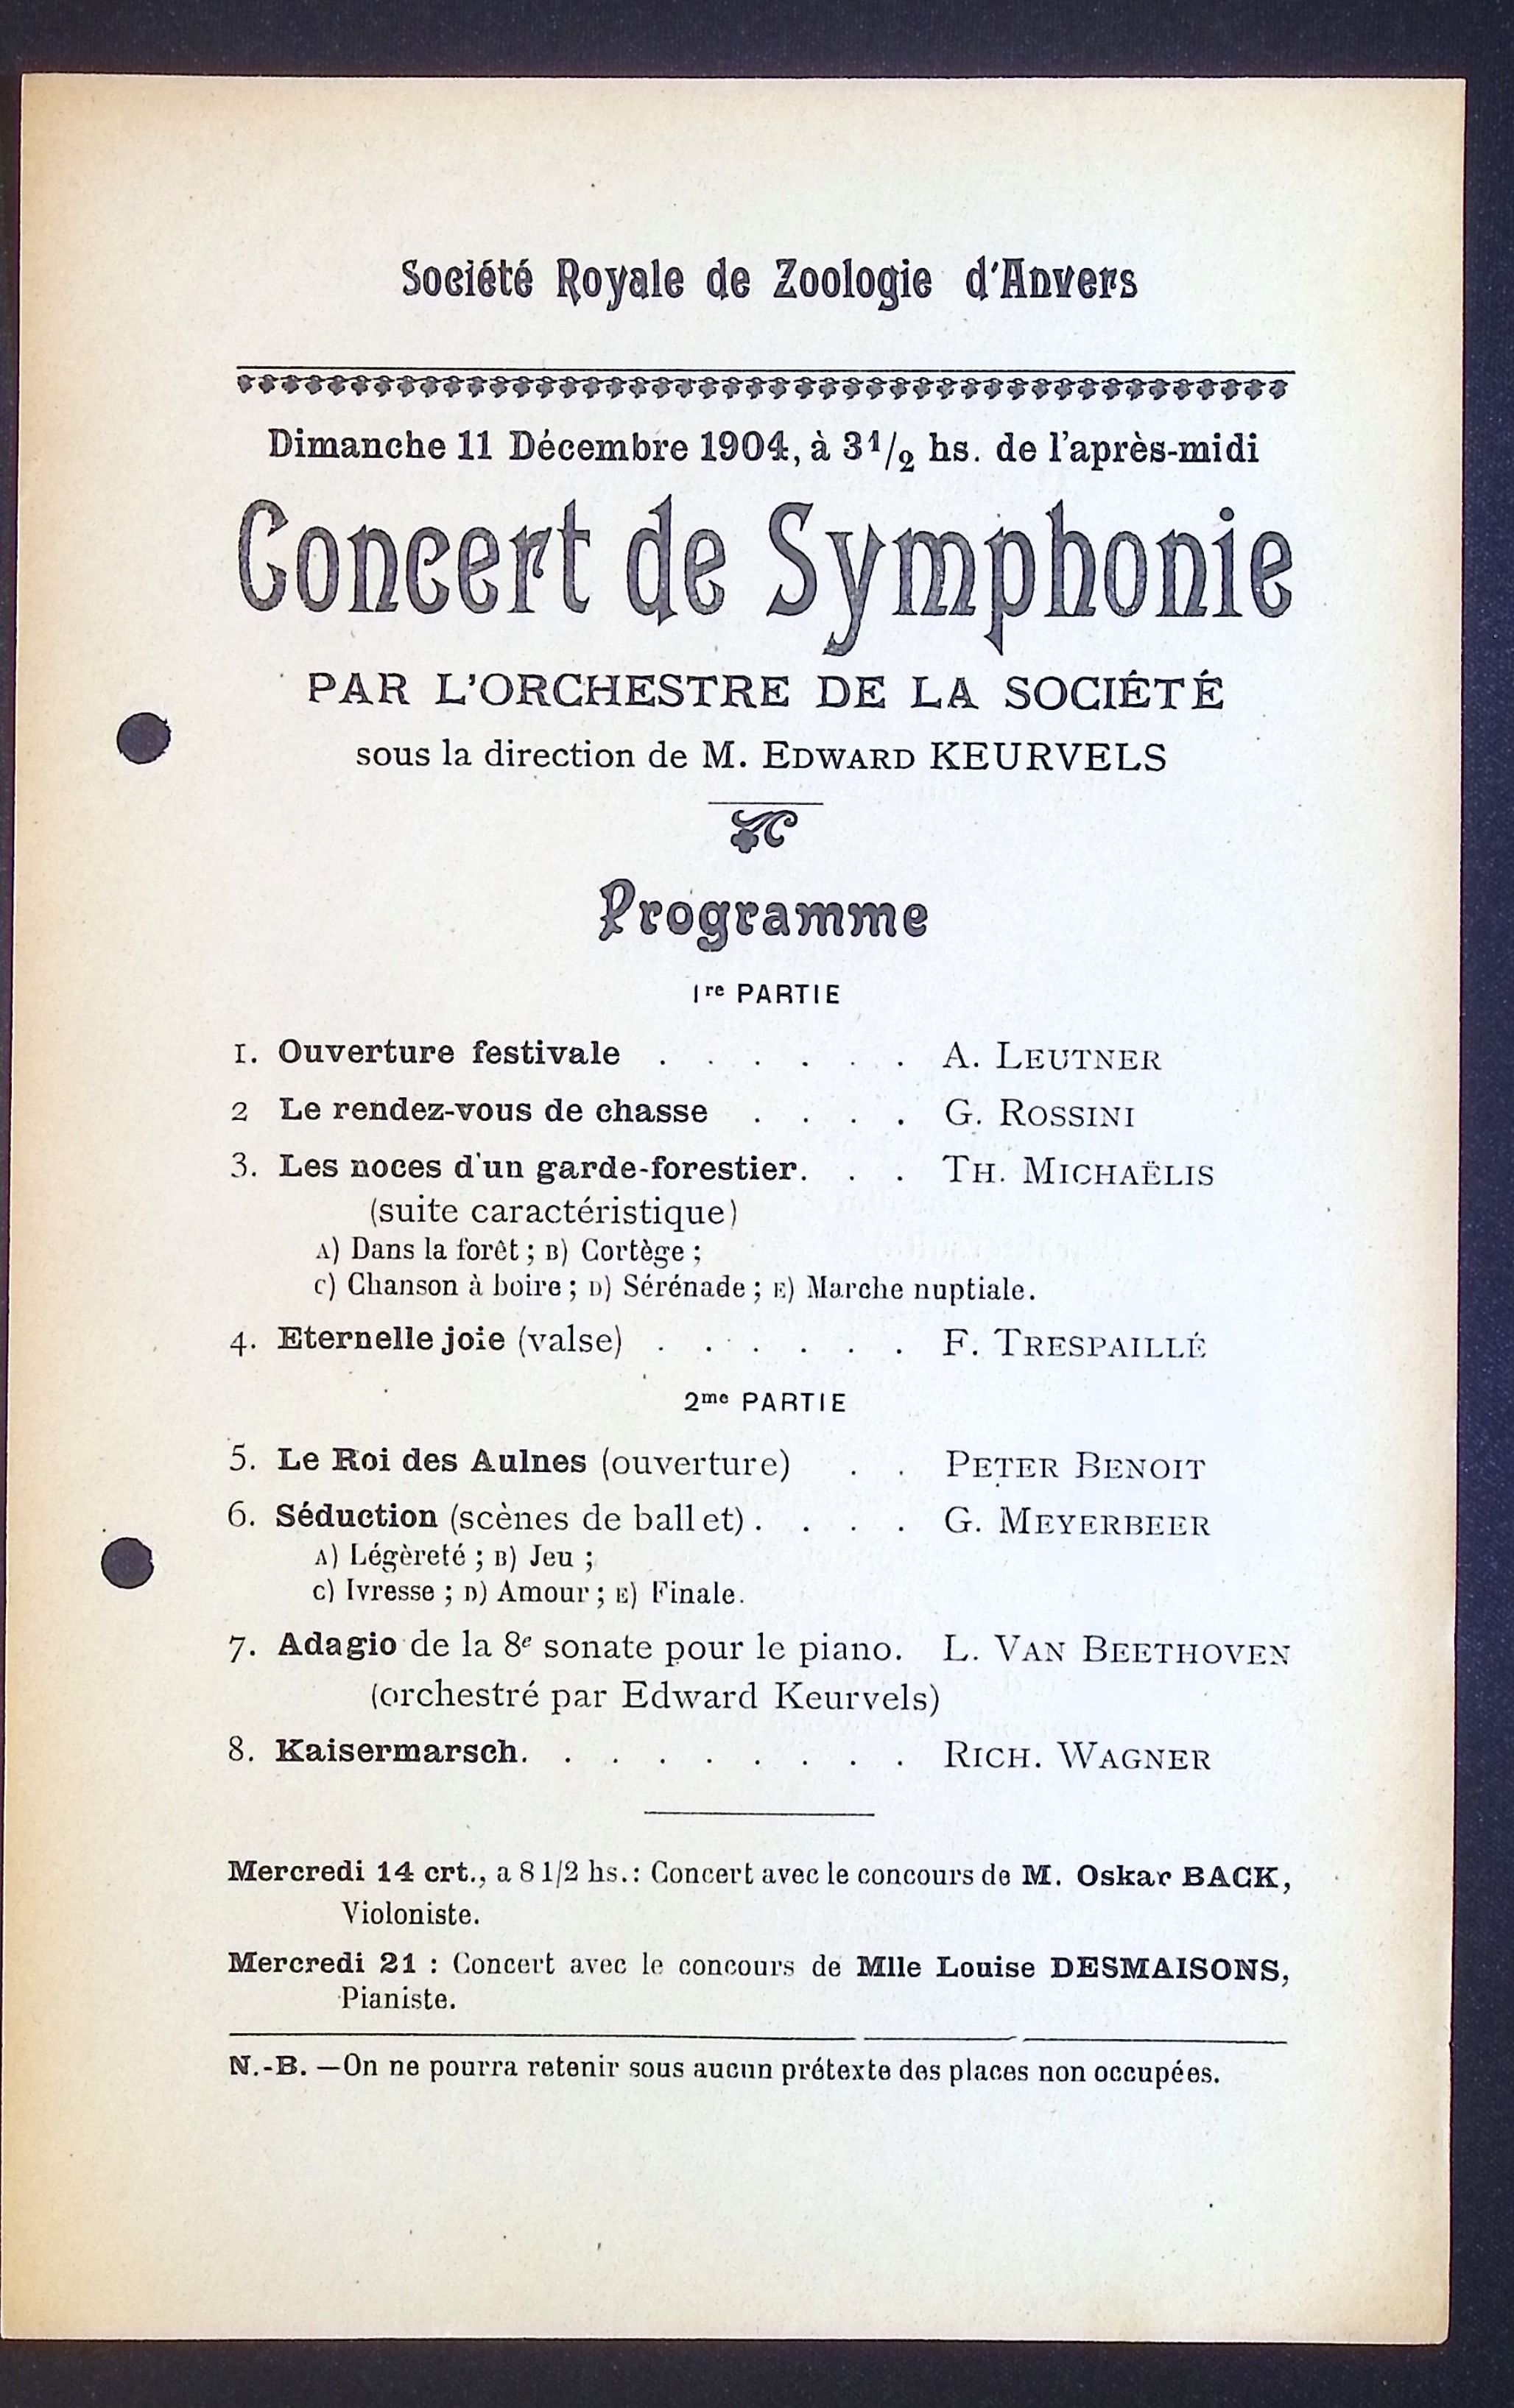 Société Royale de Zoologie d'Anvers
Dimanche 11 Décembre 1904, à 3 1/2 hs. de l'après-midi
Concert de Symphonie
PAR L'ORCHESTRE DE LA SOCIÉTÉ
sous la direction de M. EDWARD KEURVELS
Programme
1re PARTIE
1. Ouverture festivale . . . . . . A. LEUTNER
2 Le rendez-vous de chasse . . . . G. ROSSINI
3. Les noces d'un garde-forestier. . . TH. MICHAËLIS
(suite caractéristique)
A) Dans la forêt ; B) Cortège ;
C) Chanson à boire ; D) Sérénade ; E) Marche nuptiale.
4. Eternelle joie (valse) . . . . . . F. TRESPAILLÉ
2me PARTIE
5. Le Roi des Aulnes (ouverture) . . PETER BENOIT
6. Séduction (scènes de ballet) . . . . G. MEYERBEER
A) Légèreté ; B) Jeu ;
C) Ivresse ; D) Amour ; E) Finale.
7. Adagio de la 8e sonate pour le piano. L. VAN BEETHOVEN
(orchestré par Edward Keurvels)
8. Kaisermarsch. . . . . . . . . RICH. WAGNER
Mercredi 14 crt., a 8 1/2 hs.: Concert avec le concours de M. Oskar BACK,
Violoniste.
Mercredi 21 : Concert avec le concours de Mlle Louise DESMAISONS,
Pianiste.
N.-B. —On ne pourra retenir sous aucun prétexte des places non occupées.